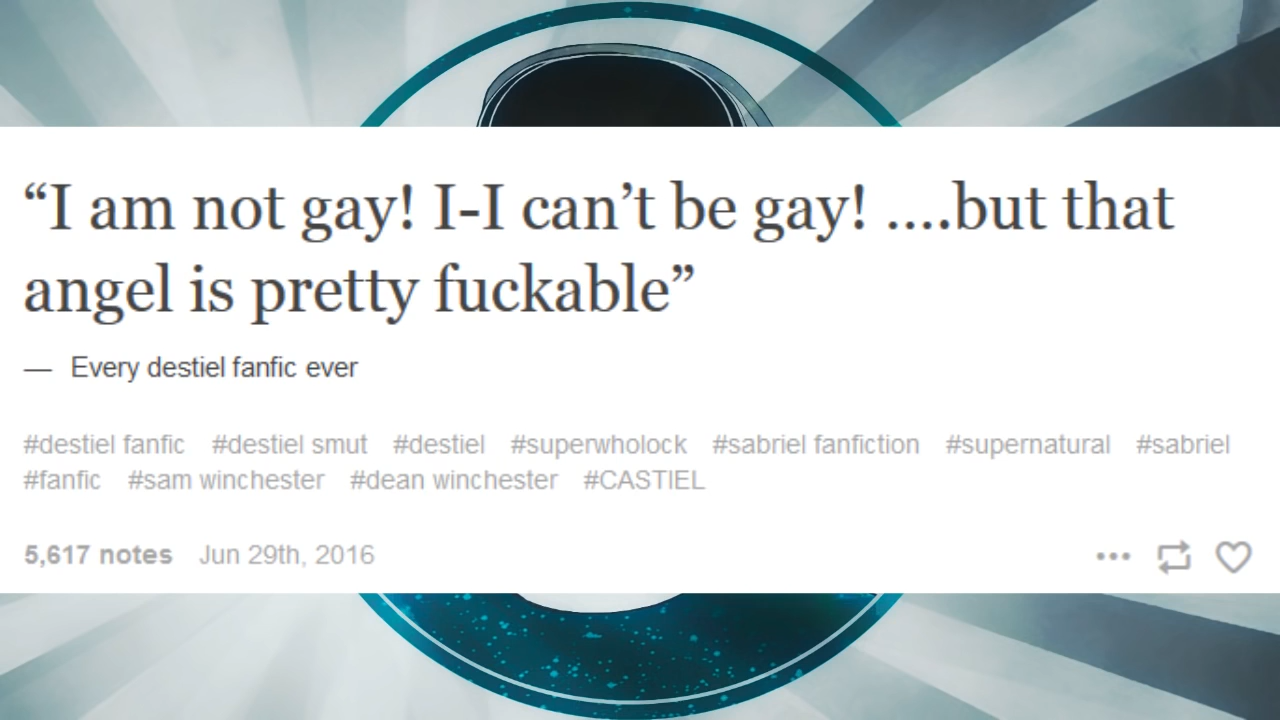 “I am not gay! I-I can’t be gay! ....but that
angel is pretty fuckable”
— Every destiel fanfic ever
#destiel fanfic #destiel smut #destiel #superwholock #sabriel fanfiction #supernatural #sabriel
#fanfic #sam winchester #dean winchester #CASTIEL
5,617 notes Jun 29th, 2016